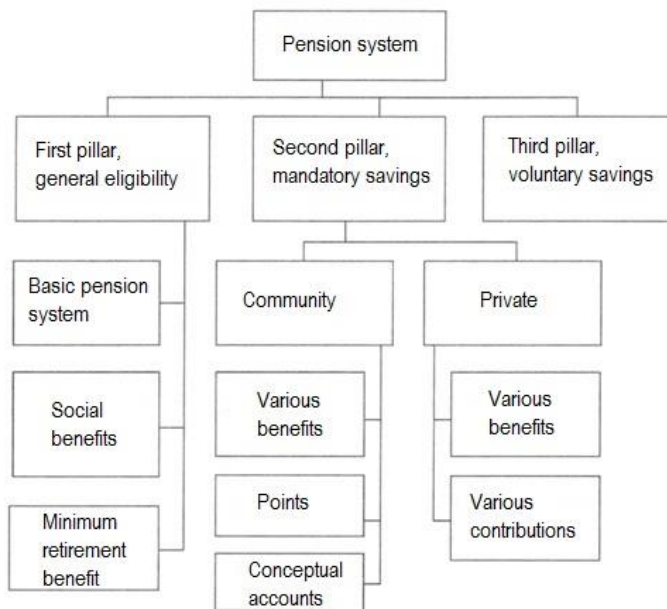 Pension system
First pillar,
general eligibility
Second pillar,
mandatory savings
Third pillar,
voluntary savings
Basic pension
system
Social
benefits
Minimum
retirement
benefit
Community
Various
benefits
Points
Conceptual
accounts
Private
Various
benefits
Various
contributions